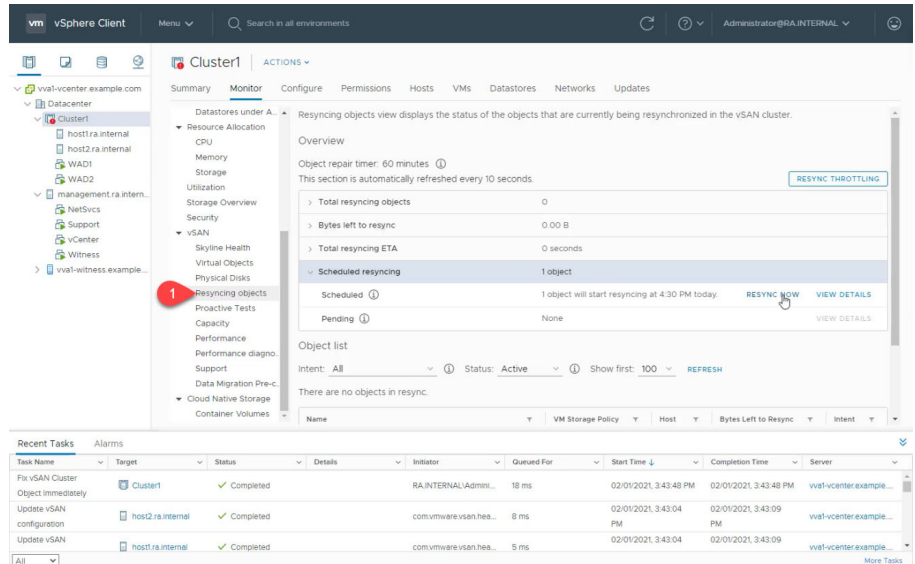 vm vSphere Client Menu Search in all environments Administrator@RA.INTERNAL
vva1-vcenter.example.com
Datacenter
Cluster1
host1.ra.internal
host2.ra.internal
WAD1
WAD2
management.ra.intern...
NetSvcs
Support
vCenter
Witness
vva1-witness.example...
Cluster1 ACTIONS
Summary Monitor Configure Permissions Hosts VMs Datastores Networks Updates
Datastores under A...
Resource Allocation
CPU
Memory
Storage
Utilization
Storage Overview
Security
vSAN
Skyline Health
Virtual Objects
Physical Disks
1 Resyncing objects
Proactive Tests
Capacity
Performance
Performance diagno...
Support
Data Migration Pre-c...
Cloud Native Storage
Container Volumes
Resyncing objects view displays the status of the objects that are currently being resynchronized in the vSAN cluster.
Overview
Object repair timer: 60 minutes
This section is automatically refreshed every 10 seconds.
RESYNC THROTTLING
Total resyncing objects 0
Bytes left to resync 0.00 B
Total resyncing ETA 0 seconds
Scheduled resyncing 1 object
Scheduled 1 object will start resyncing at 4:30 PM today. RESYNC NOW VIEW DETAILS
Pending None VIEW DETAILS
Object list
Intent: All Status: Active Show first: 100 REFRESH
There are no objects in resync.
Name VM Storage Policy Host Bytes Left to Resync Intent
Recent Tasks Alarms
Task Name Target Status Details Initiator Queued For Start Time Completion Time Server
Fix vSAN Cluster
Object Immediately Cluster1 Completed RA.INTERNAL\Admini... 18 ms 02/01/2021, 3:43:48 PM 02/01/2021, 3:43:48 PM vva1-vcenter.example...
Update vSAN
configuration host2.ra.internal Completed com.vmware.vsan.hea... 8 ms 02/01/2021, 3:43:04
PM 02/01/2021, 3:43:09
PM vva1-vcenter.example...
Update vSAN
host1.ra.internal Completed com.vmware.vsan.hea... 5 ms 02/01/2021, 3:43:04 02/01/2021, 3:43:09 vva1-vcenter.example...
All More Tasks